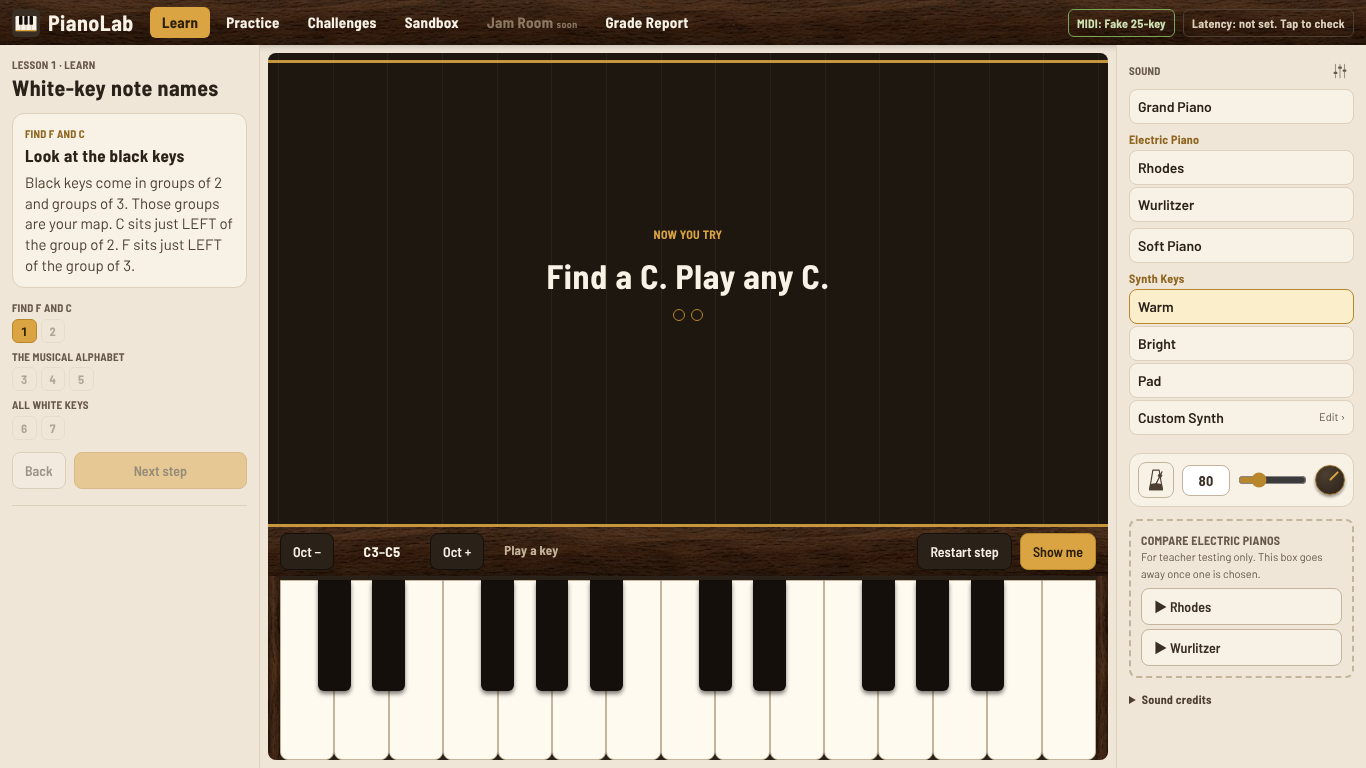 PianoLab
Learn
Practice
Challenges
Sandbox
Jam Room soon
Grade Report
MIDI: Fake 25-key
Latency: not set. Tap to check
LESSON 1 · LEARN
White-key note names
FIND F AND C
Look at the black keys
Black keys come in groups of 2
and groups of 3. Those groups
are your map. C sits just LEFT of
the group of 2. F sits just LEFT
of the group of 3.
FIND F AND C
1 2
THE MUSICAL ALPHABET
3 4 5
ALL WHITE KEYS
6 7
Back
Next step
NOW YOU TRY
Find a C. Play any C.
Oct −
C3–C5
Oct +
Play a key
Restart step
Show me
SOUND
Grand Piano
Electric Piano
Rhodes
Wurlitzer
Soft Piano
Synth Keys
Warm
Bright
Pad
Custom Synth
Edit ›
80
COMPARE ELECTRIC PIANOS
For teacher testing only. This box goes
away once one is chosen.
▶ Rhodes
▶ Wurlitzer
▶ Sound credits